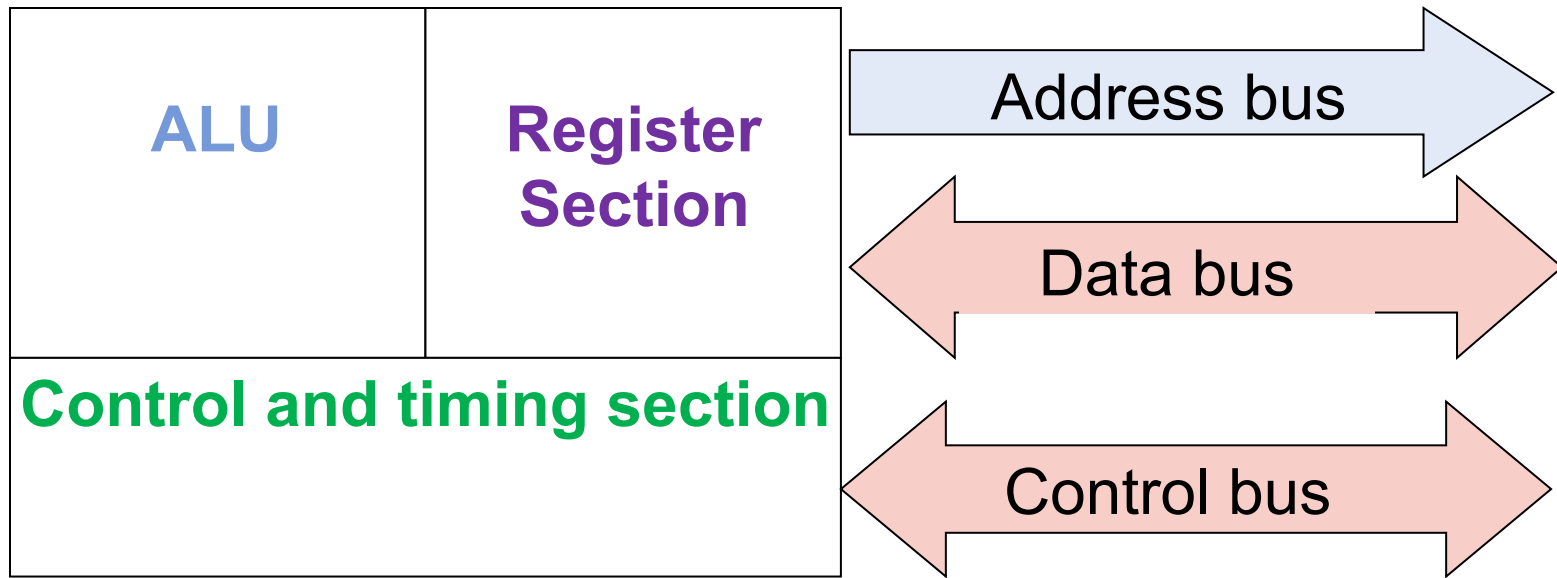 ALU
Register
Section
Control and timing section
Address bus
Data bus
Control bus